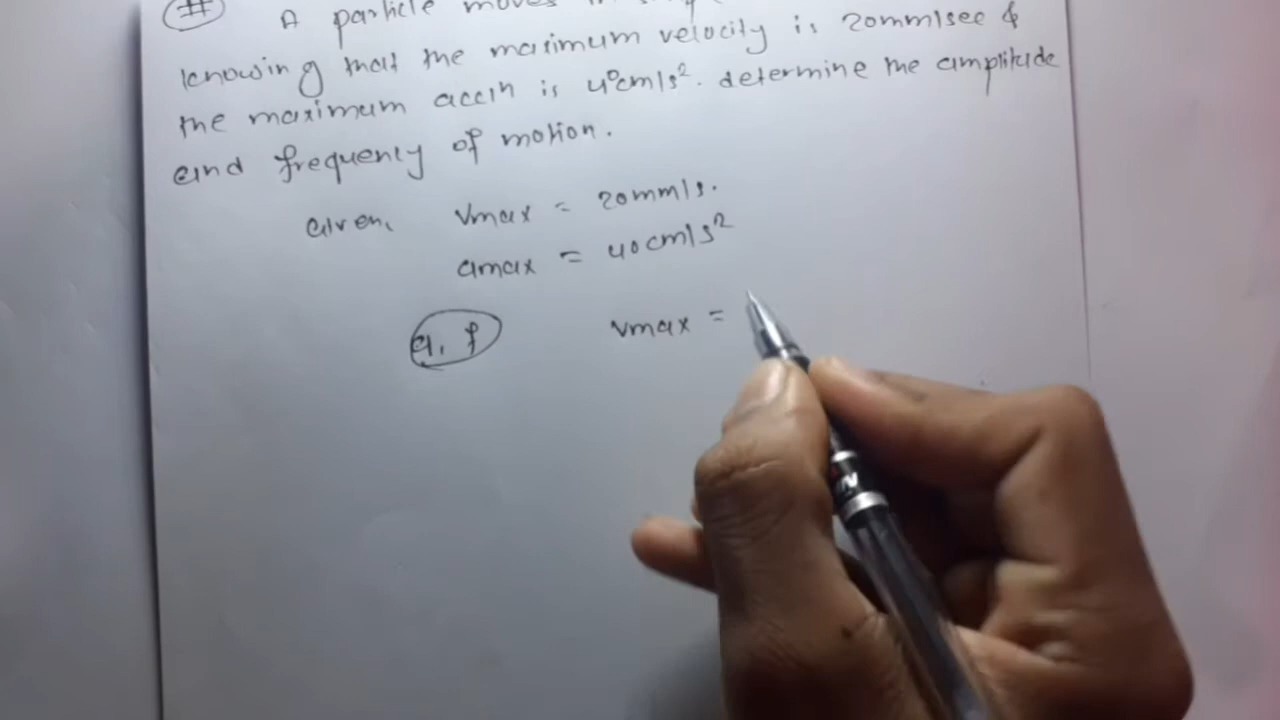 # A particle moves in
knowing that the maximum velocity is 20mm/sec &
the maximum accln is 40cm/s². determine the amplitude
and frequency of motion.
Given, Vmax = 20mm/s.
amax = 40cm/s²
a, f Vmax =